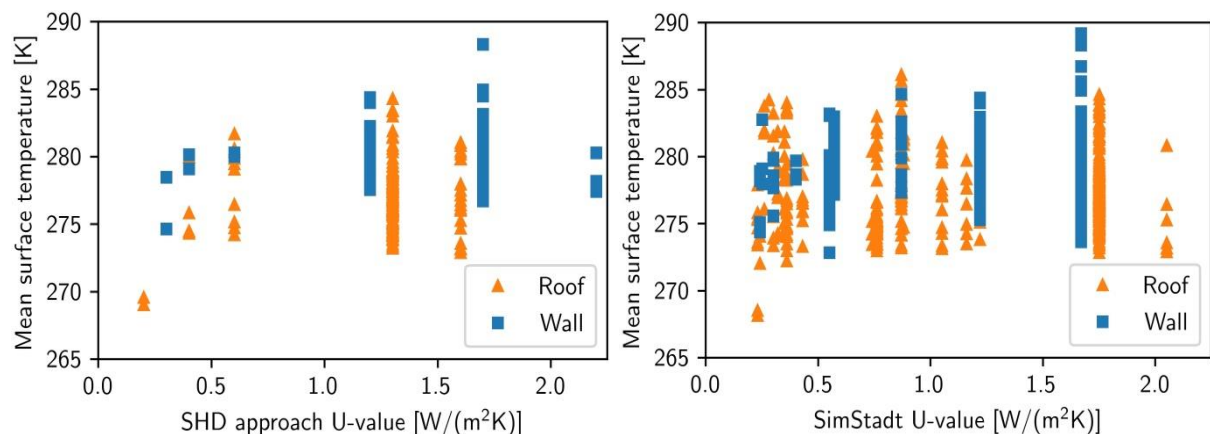 290
285
280
275
270
265
Mean surface temperature [K]
0.0 0.5 1.0 1.5 2.0
SHD approach U-value [W/(m²K)]
Roof
Wall
290
285
280
275
270
265
Mean surface temperature [K]
0.0 0.5 1.0 1.5 2.0
SimStadt U-value [W/(m²K)]
Roof
Wall